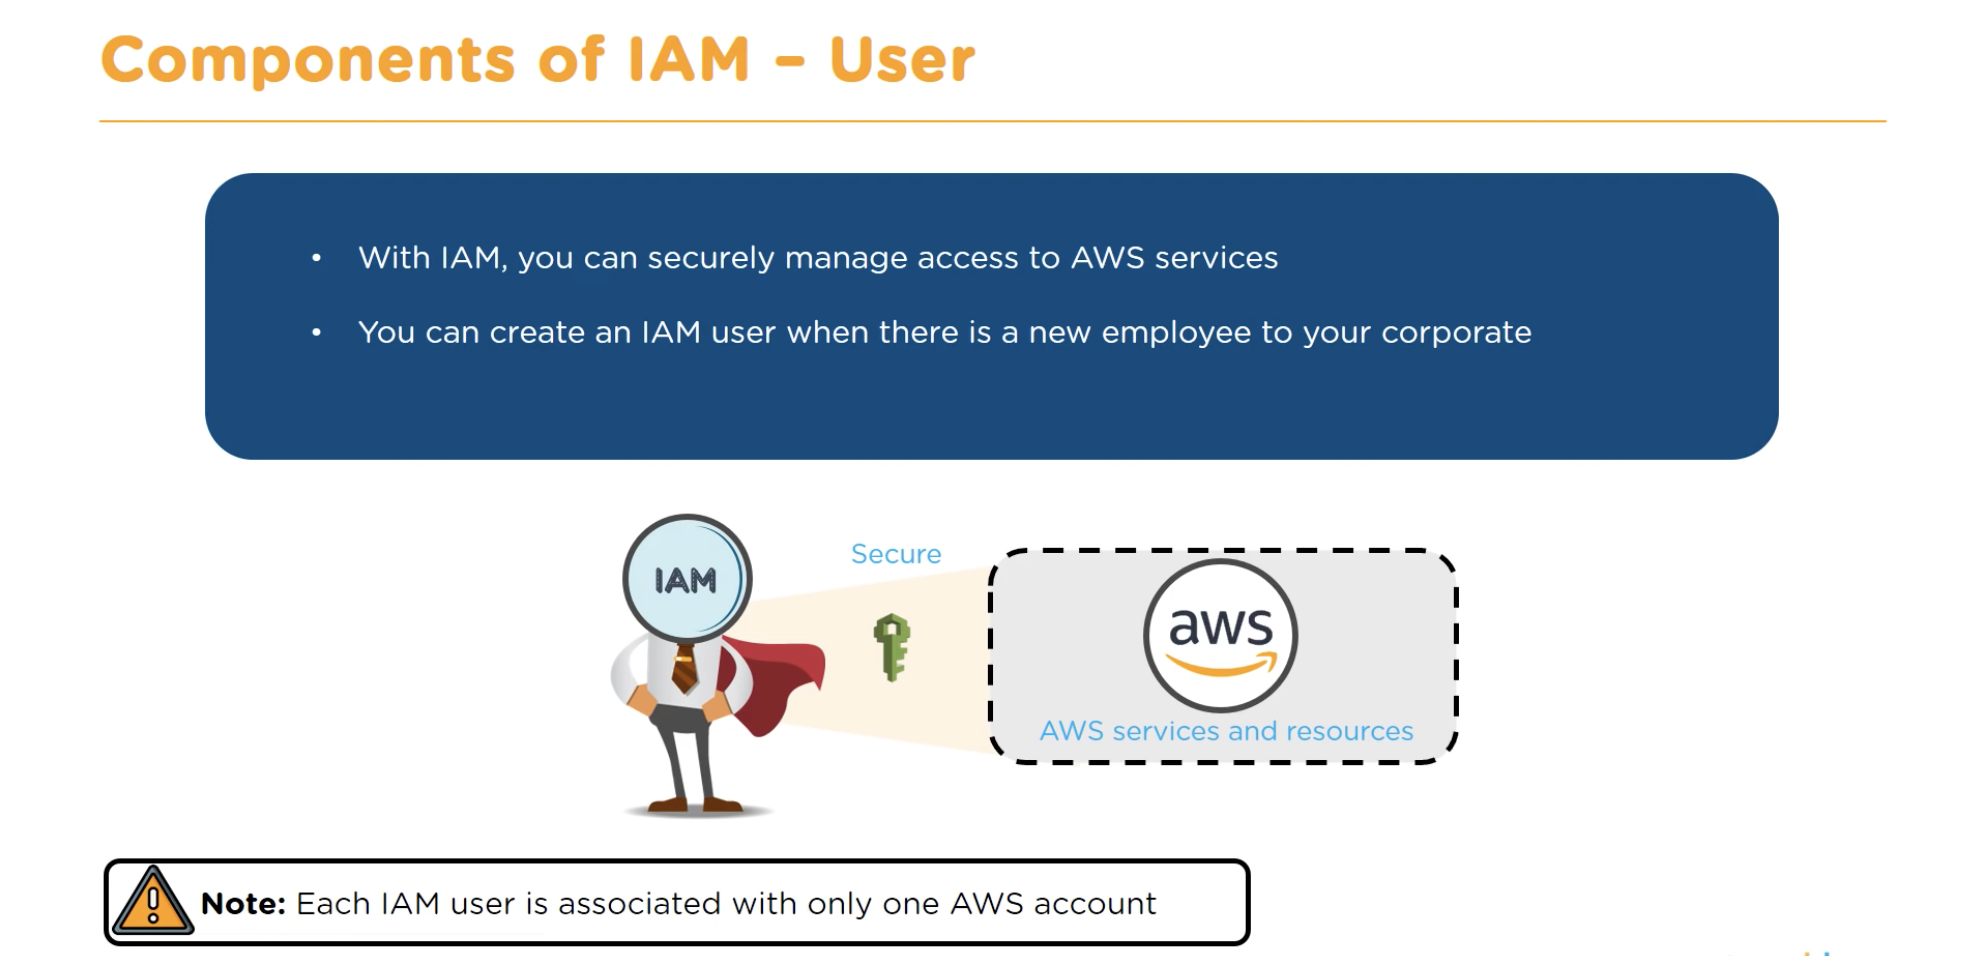 Components of IAM – User
• With IAM, you can securely manage access to AWS services
• You can create an IAM user when there is a new employee to your corporate
IAM
Secure
aws
AWS services and resources
Note: Each IAM user is associated with only one AWS account